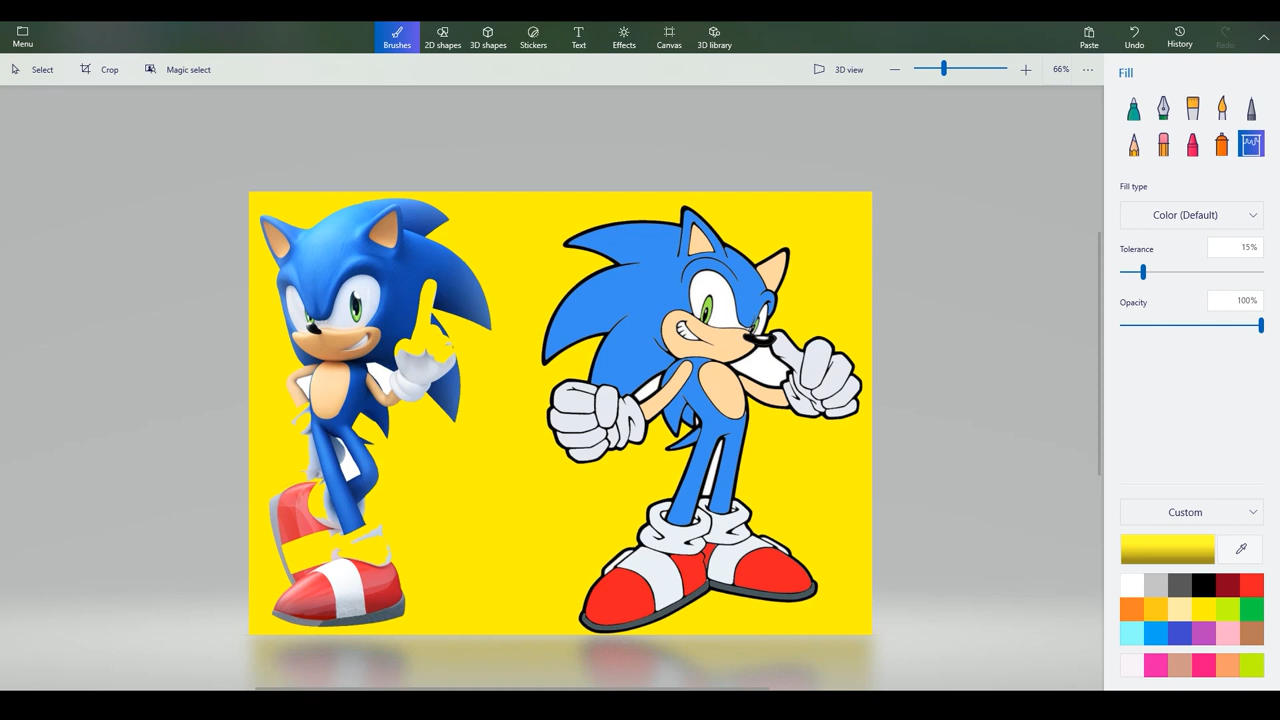 Menu
Brushes
2D shapes
3D shapes
Stickers
Text
Effects
Canvas
3D library
Paste
Undo
History
Redo
Select
Crop
Magic select
3D view
66%
Fill
Fill type
Color (Default)
Tolerance
15%
Opacity
100%
Custom